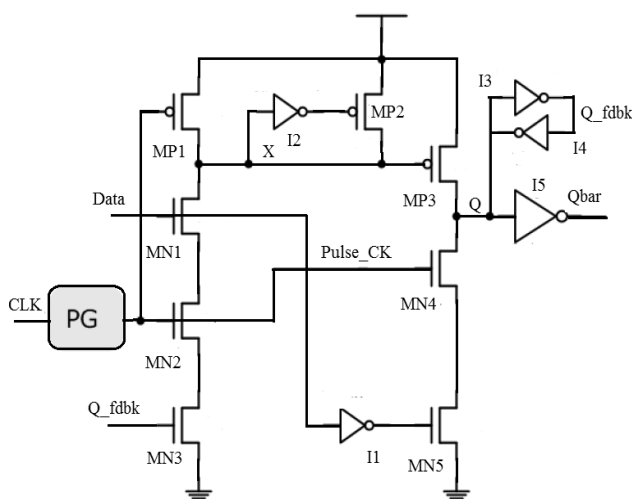 I3
Q_fdbk
I4
MP2
I2
MP1
X
MP3
Data
Q
I5
Qbar
MN1
Pulse_CK
CLK
PG
MN4
MN2
Q_fdbk
MN3
I1
MN5